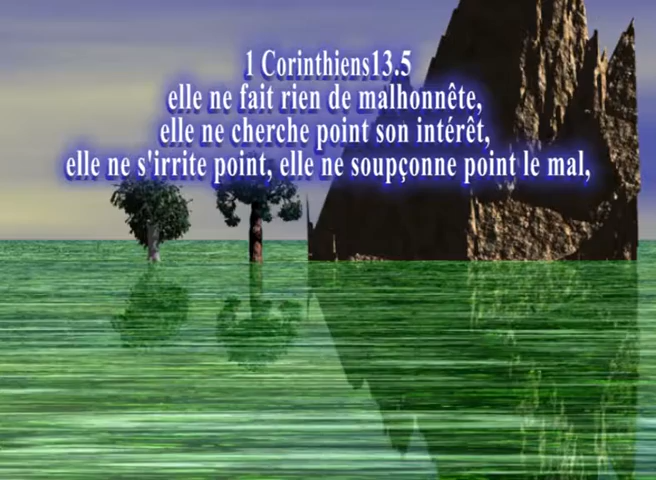 1 Corinthiens13.5
elle ne fait rien de malhonnête,
elle ne cherche point son intérêt,
elle ne s'irrite point, elle ne soupçonne point le mal,